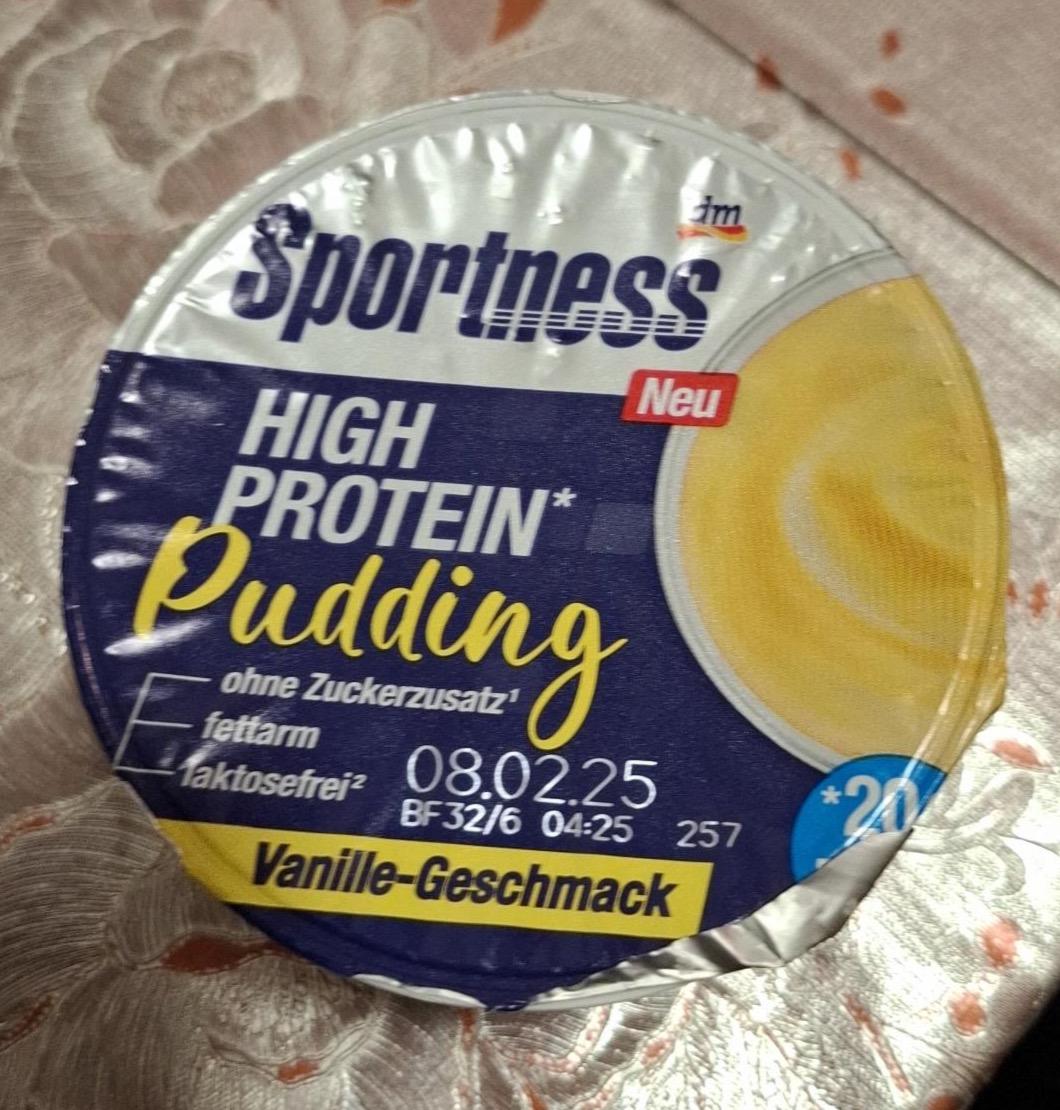 dm
Sportness
Neu
HIGH
PROTEIN*
Pudding
ohne Zuckerzusatz¹
fettarm
laktosefrei²
08.02.25
BF32/6 04:25 257
*20
Vanille-Geschmack